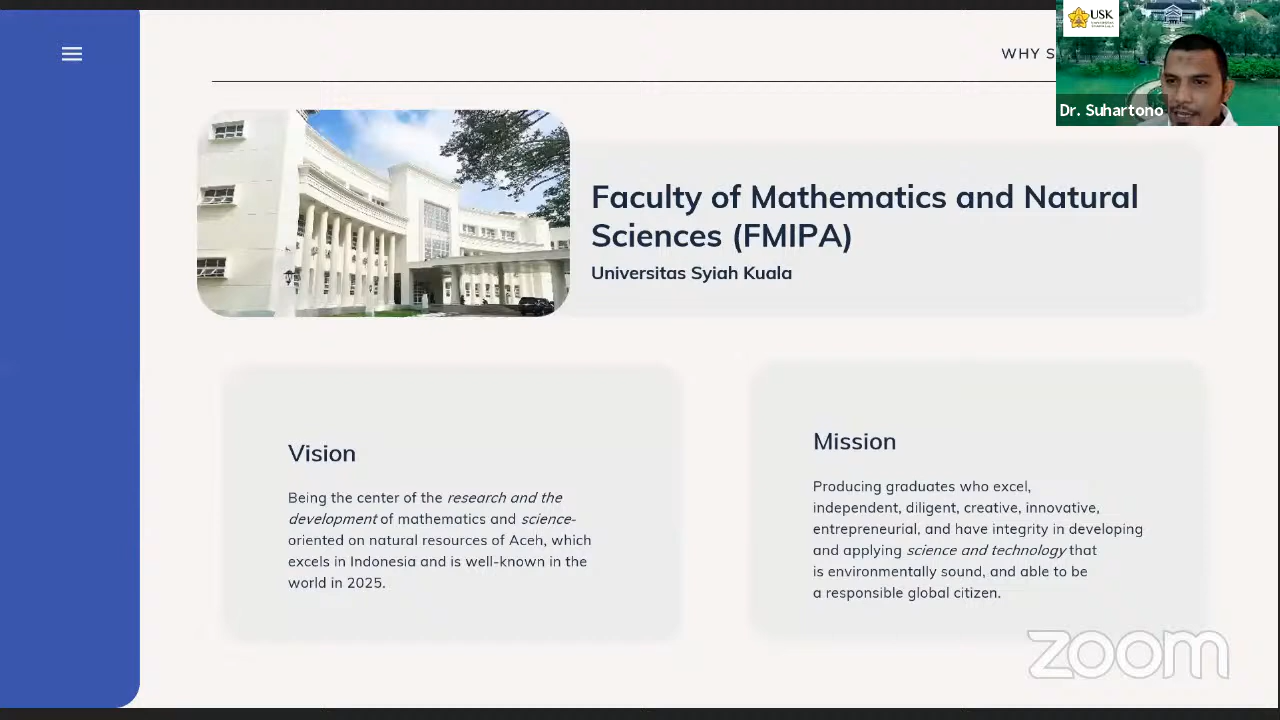 WHY S
USK
Dr. Suhartono
Faculty of Mathematics and Natural
Sciences (FMIPA)
Universitas Syiah Kuala
Vision
Being the center of the research and the
development of mathematics and science-
oriented on natural resources of Aceh, which
excels in Indonesia and is well-known in the
world in 2025.
Mission
Producing graduates who excel,
independent, diligent, creative, innovative,
entrepreneurial, and have integrity in developing
and applying science and technology that
is environmentally sound, and able to be
a responsible global citizen.
zoom